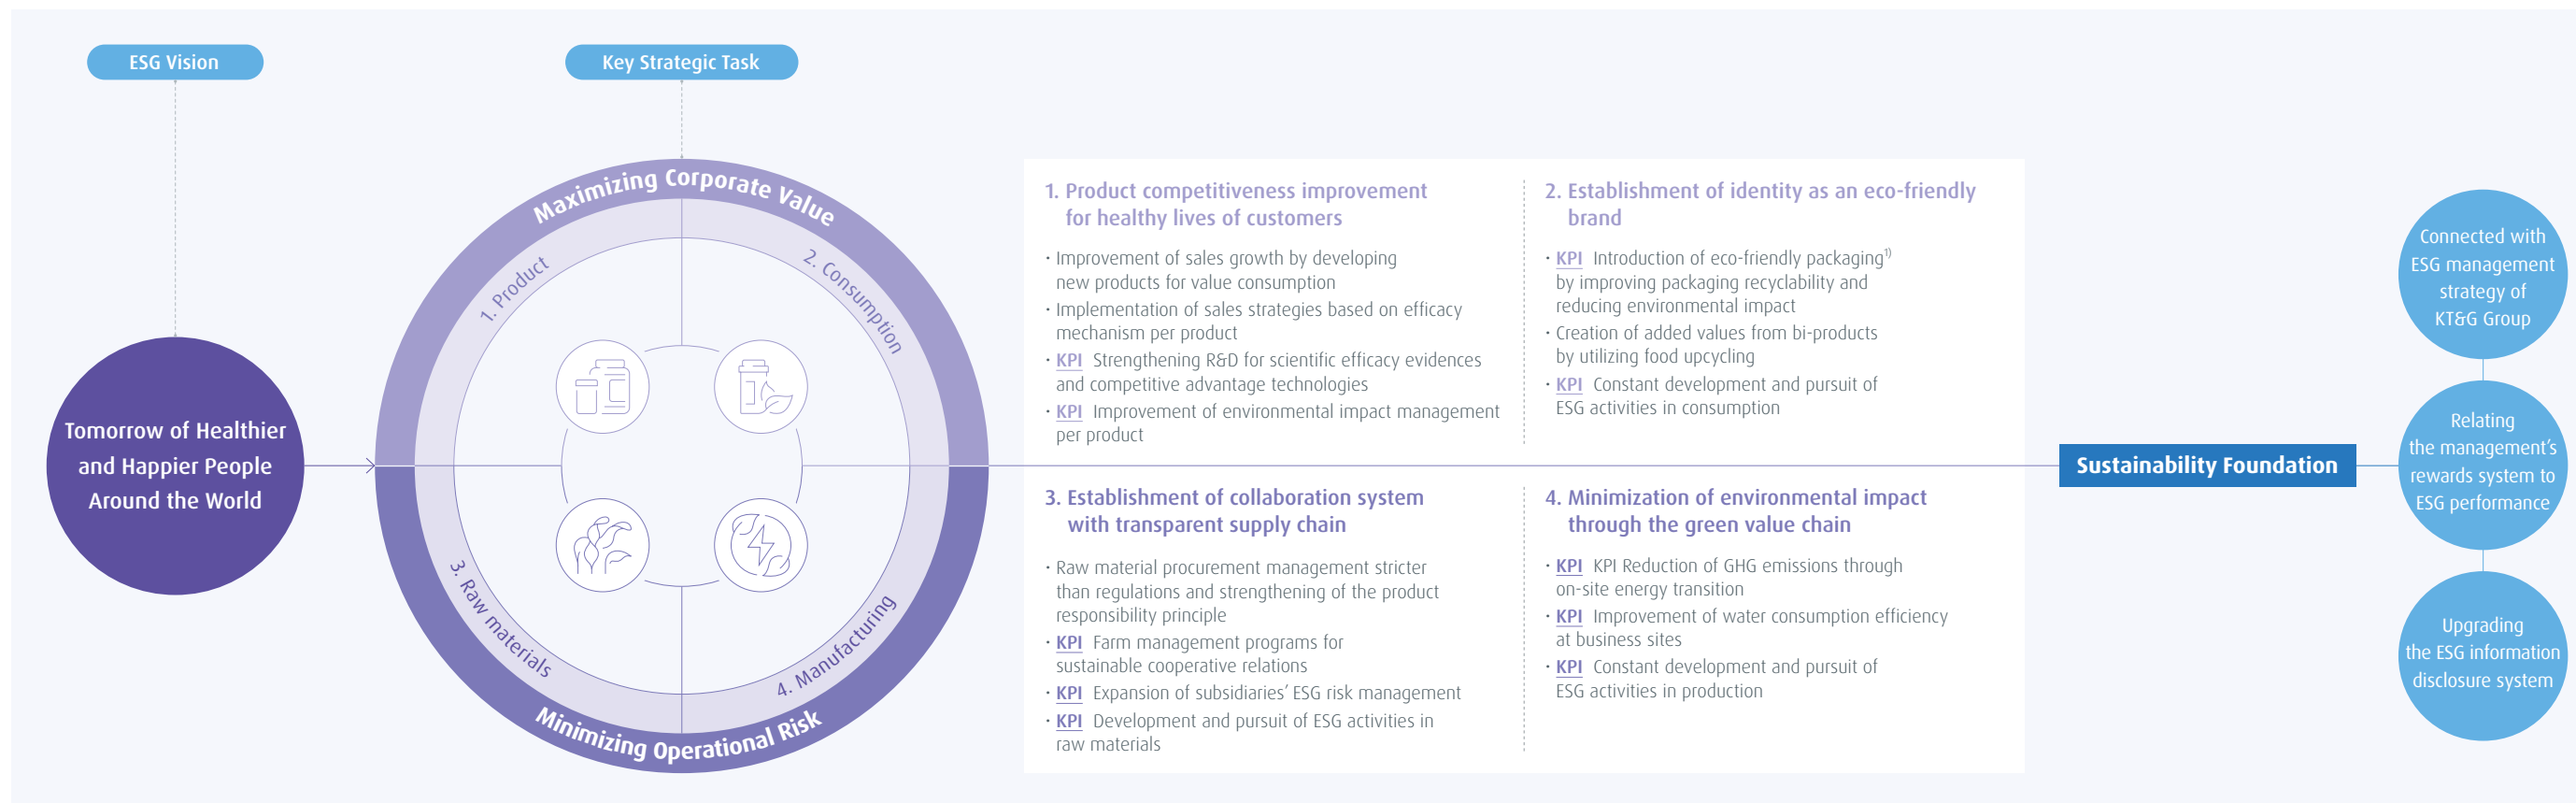 ESG Vision
Key Strategic Task
Tomorrow of Healthier
and Happier People
Around the World
Maximizing Corporate Value
1. Product
2. Consumption
3. Raw materials
4. Manufacturing
Minimizing Operational Risk
1. Product competitiveness improvement
for healthy lives of customers
· Improvement of sales growth by developing
new products for value consumption
· Implementation of sales strategies based on efficacy
mechanism per product
· KPI Strengthening R&D for scientific efficacy evidences
and competitive advantage technologies
· KPI Improvement of environmental impact management
per product
2. Establishment of identity as an eco-friendly
brand
· KPI Introduction of eco-friendly packaging1)
by improving packaging recyclability and
reducing environmental impact
· Creation of added values from bi-products
by utilizing food upcycling
· KPI Constant development and pursuit of
ESG activities in consumption
3. Establishment of collaboration system
with transparent supply chain
· Raw material procurement management stricter
than regulations and strengthening of the product
responsibility principle
· KPI Farm management programs for
sustainable cooperative relations
· KPI Expansion of subsidiaries’ ESG risk management
· KPI Development and pursuit of ESG activities in
raw materials
4. Minimization of environmental impact
through the green value chain
· KPI KPI Reduction of GHG emissions through
on-site energy transition
· KPI Improvement of water consumption efficiency
at business sites
· KPI Constant development and pursuit of
ESG activities in production
Sustainability Foundation
Connected with
ESG management
strategy of
KT&G Group
Relating
the management’s
rewards system to
ESG performance
Upgrading
the ESG information
disclosure system